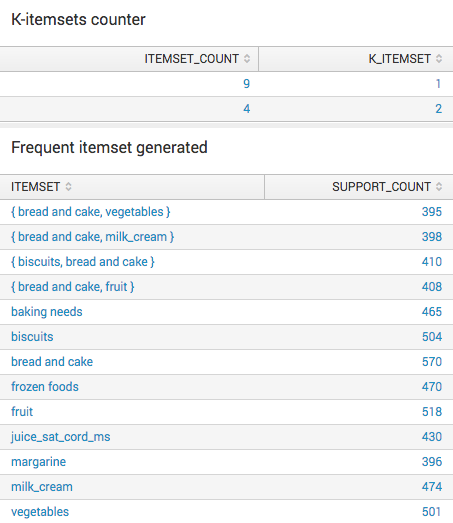 K-itemsets counter
ITEMSET_COUNT K_ITEMSET
9 1
4 2
Frequent itemset generated
ITEMSET SUPPORT_COUNT
{ bread and cake, vegetables } 395
{ bread and cake, milk_cream } 398
{ biscuits, bread and cake } 410
{ bread and cake, fruit } 408
baking needs 465
biscuits 504
bread and cake 570
frozen foods 470
fruit 518
juice_sat_cord_ms 430
margarine 396
milk_cream 474
vegetables 501